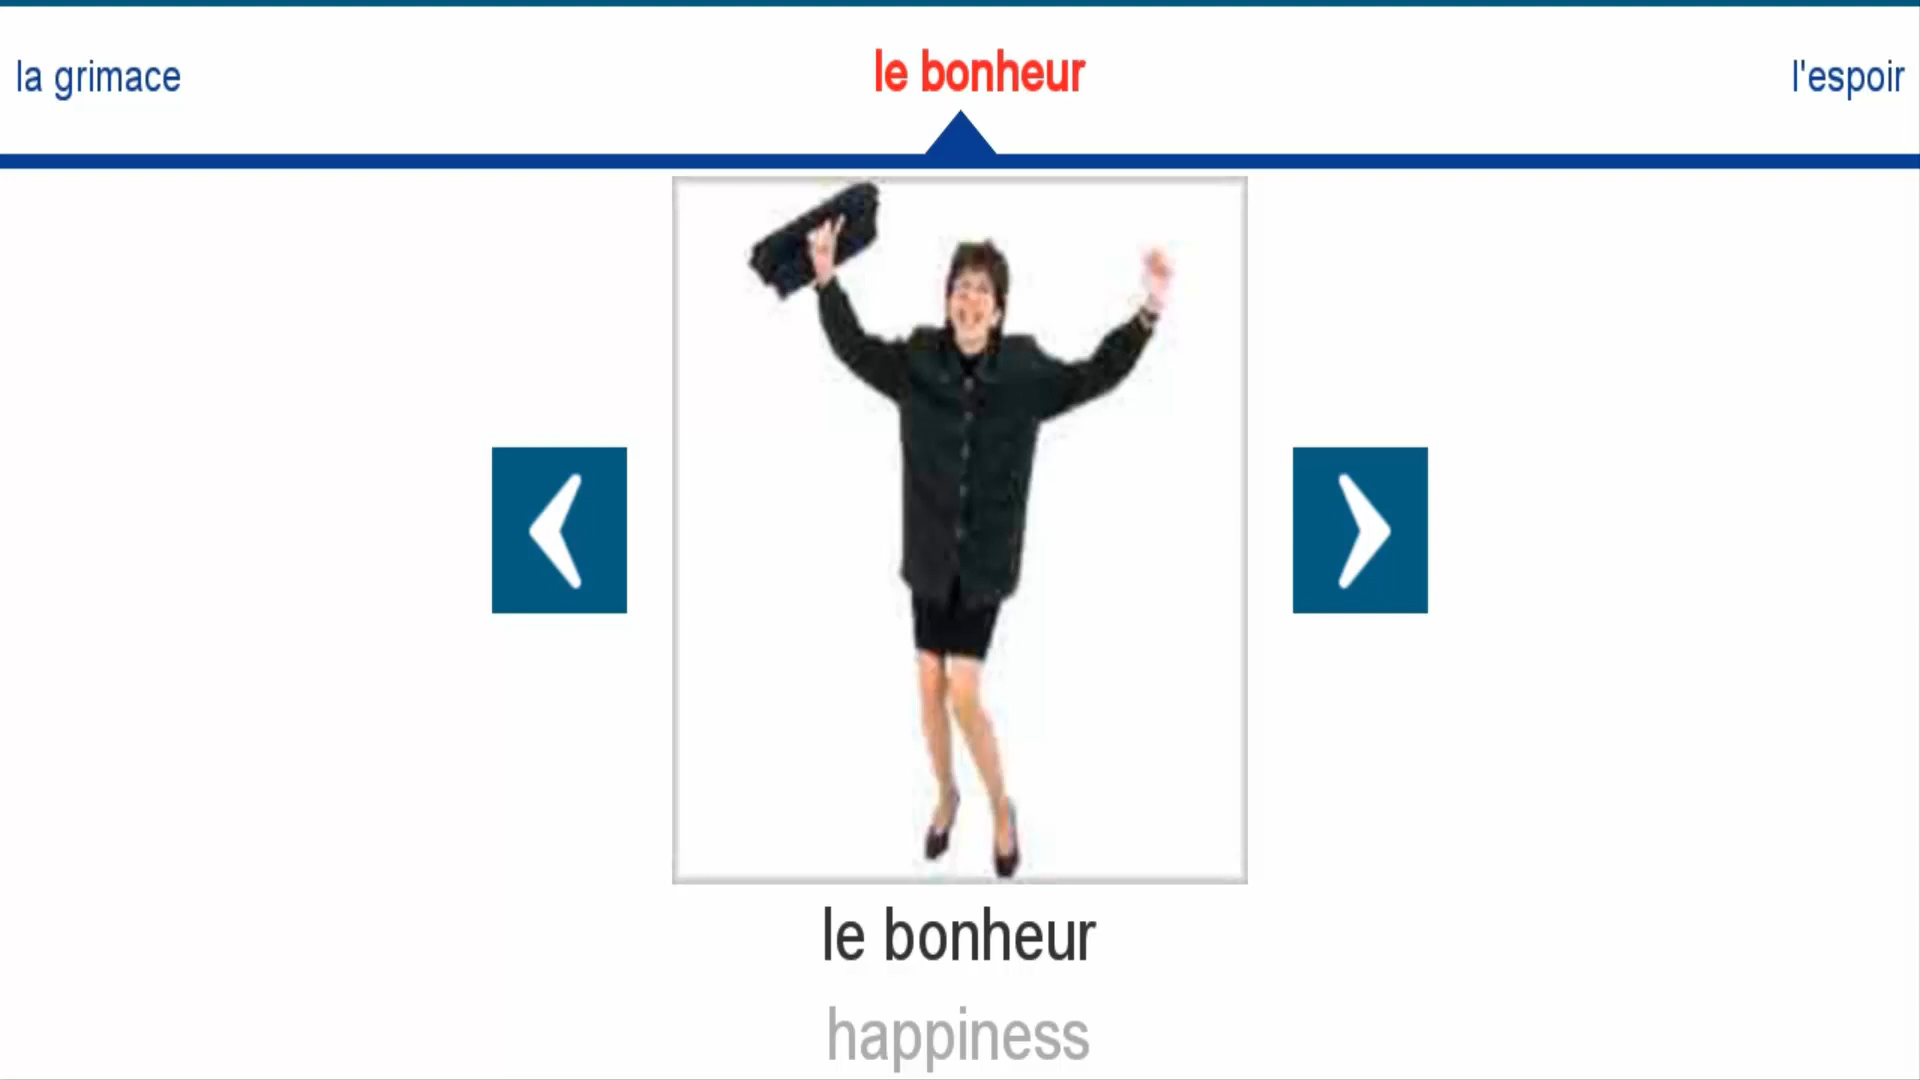 la grimace
le bonheur
l'espoir
le bonheur
happiness